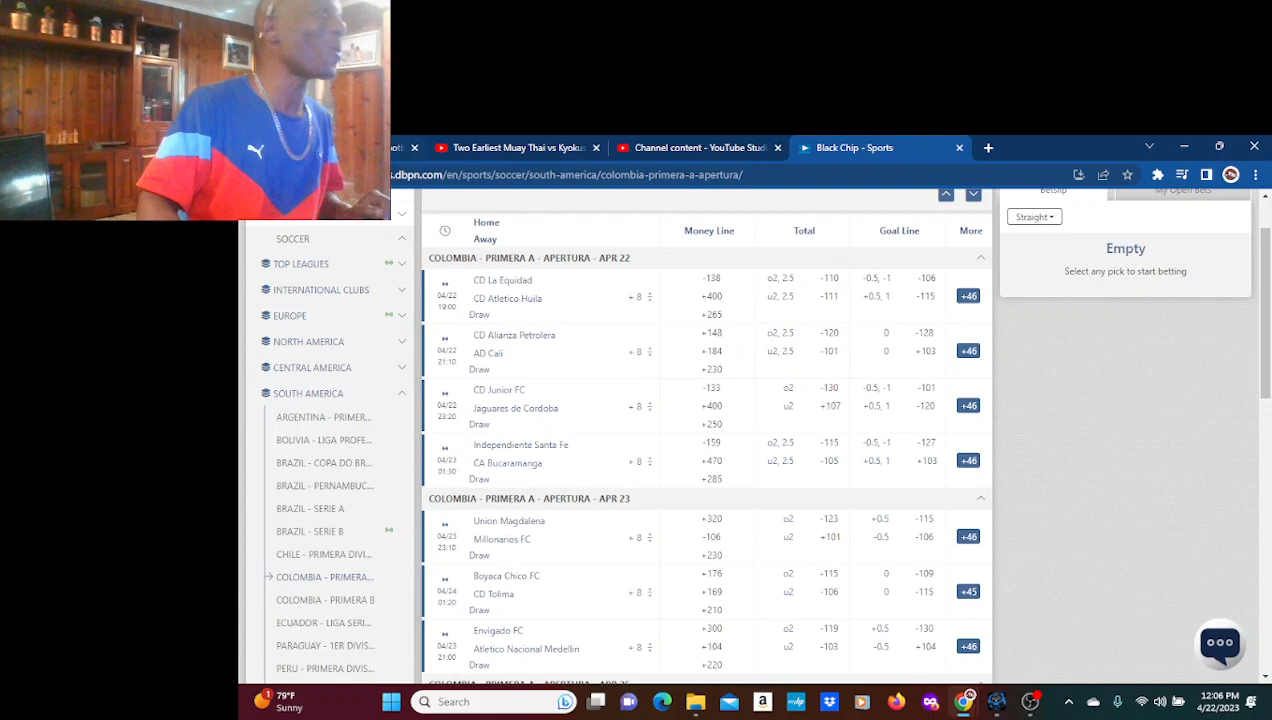 Two Earliest Muay Thai vs Kyokus
Channel content - YouTube Studi
Black Chip - Sports
.dbpn.com/en/sports/soccer/south-america/colombia-primera-a-apertura/
Betslip My Open Bets
Straight
Empty
Select any pick to start betting
SOCCER
TOP LEAGUES
INTERNATIONAL CLUBS
EUROPE
NORTH AMERICA
CENTRAL AMERICA
SOUTH AMERICA
ARGENTINA - PRIMER...
BOLIVIA - LIGA PROFE...
BRAZIL - COPA DO BR...
BRAZIL - PERNAMBUC...
BRAZIL - SERIE A
BRAZIL - SERIE B
CHILE - PRIMERA DIVI...
COLOMBIA - PRIMERA...
COLOMBIA - PRIMERA B
ECUADOR - LIGA SERI...
PARAGUAY - 1ER DIVIS...
PERU - PRIMERA DIVIS...
Home
Away Money Line Total Goal Line More
COLOMBIA - PRIMERA A - APERTURA - APR 22
04/22 19:00
CD La Equidad -138 o2, 2.5 -110 -0.5, -1 -106
CD Atletico Huila + 8 +400 u2, 2.5 -111 +0.5, 1 -115 +46
Draw +265
04/22 21:10
CD Alianza Petrolera +148 o2, 2.5 -120 0 -128
AD Cali + 8 +184 u2, 2.5 -101 0 +103 +46
Draw +230
04/22 23:20
CD Junior FC -133 o2 -130 -0.5, -1 -101
Jaguares de Cordoba + 8 +400 u2 +107 +0.5, 1 -120 +46
Draw +250
04/23 01:30
Independiente Santa Fe -159 o2, 2.5 -115 -0.5, -1 -127
CA Bucaramanga + 8 +470 u2, 2.5 -105 +0.5, 1 +103 +46
Draw +285
COLOMBIA - PRIMERA A - APERTURA - APR 23
04/23 23:10
Union Magdalena +320 o2 -123 +0.5 -115
Millonarios FC + 8 -106 u2 +101 -0.5 -106 +46
Draw +230
04/24 01:20
Boyaca Chico FC +176 o2 -115 0 -109
CD Tolima + 8 +169 u2 -106 0 -115 +45
Draw +210
04/23 21:00
Envigado FC +300 o2 -119 +0.5 -130
Atletico Nacional Medellin + 8 +104 u2 -103 -0.5 +104 +46
Draw +220
1
79°F
Sunny
Search
12:06 PM
4/22/2023